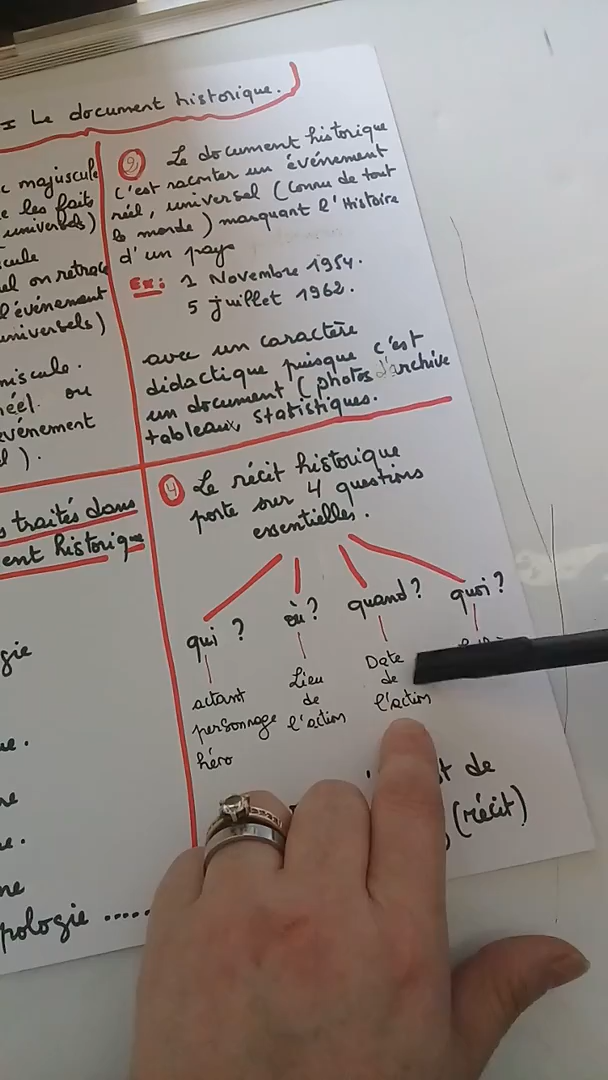 I Le document historique.
c majuscule
e les faits
universels)
scule
el on retrace
l'événement
universels)
niscule.
réel ou
événement
l).
② Le document historique
c'est raconter un événement
réel, universel (connu de tout
le monde) marquant l'Histoire
d'un pays
Ex: 1 Novembre 1954.
5 juillet 1962.
avec un caractère
didactique puisque c'est
un document (photos d'archive
tableaux, statistiques.
s traités dans
ent historique
gie
e.
re
e.
ne
pologie .....
④ Le récit historique
porte sur 4 questions
essentielles.
qui ? où ? quand ? quoi ?
actant
personnage
héro
Lieu
de
l'action
Date
de
l'action
t de
(récit)